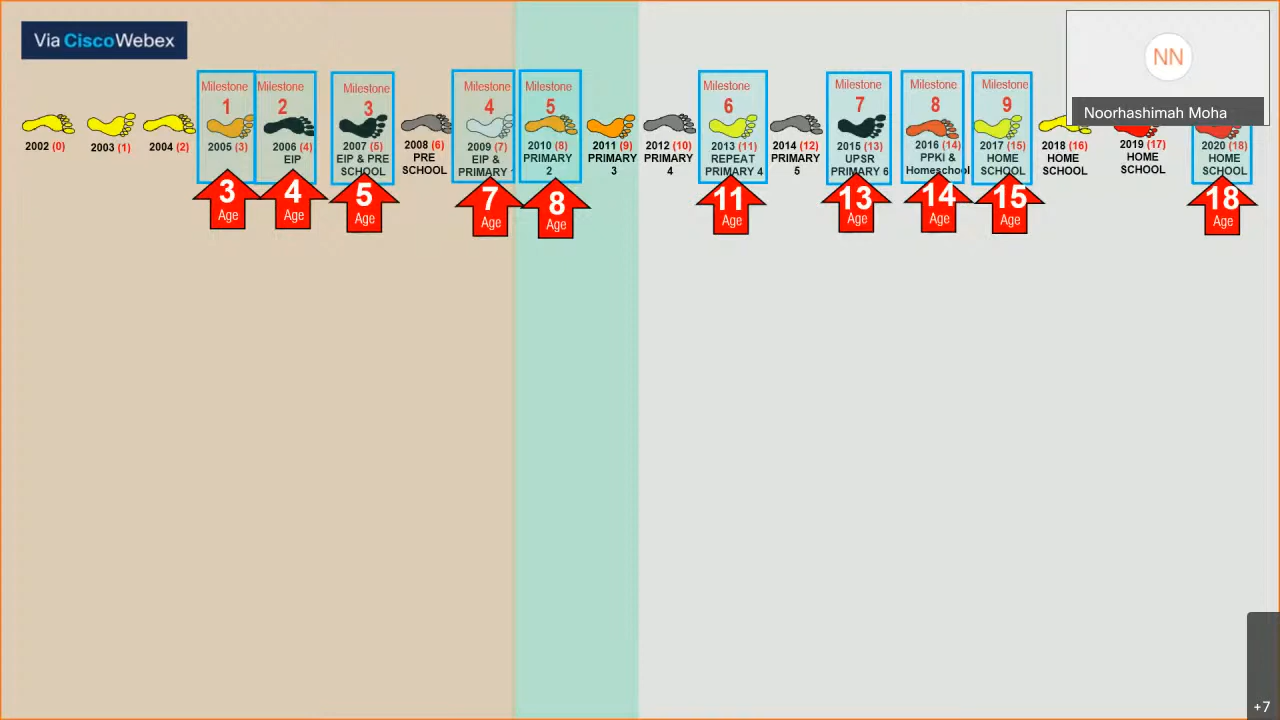 Via CiscoWebex
NN
Noorhashimah Moha
Milestone
1
Milestone
2
Milestone
3
Milestone
4
Milestone
5
Milestone
6
Milestone
7
Milestone
8
Milestone
9
2002 (0)
2003 (1)
2004 (2)
2005 (3)
2006 (4)
EIP
2007 (5)
EIP & PRE
SCHOOL
2008 (6)
PRE
SCHOOL
2009 (7)
EIP &
PRIMARY
2010 (8)
PRIMARY
2
2011 (9)
PRIMARY
3
2012 (10)
PRIMARY
4
2013 (11)
REPEAT
PRIMARY 4
2014 (12)
PRIMARY
5
2015 (13)
UPSR
PRIMARY 6
2016 (14)
PPKI &
Homeschool
2017 (15)
HOME
SCHOOL
2018 (16)
HOME
SCHOOL
2019 (17)
HOME
SCHOOL
2020 (18)
HOME
SCHOOL
3
Age
4
Age
5
Age
7
Age
8
Age
11
Age
13
Age
14
Age
15
Age
18
Age
+7